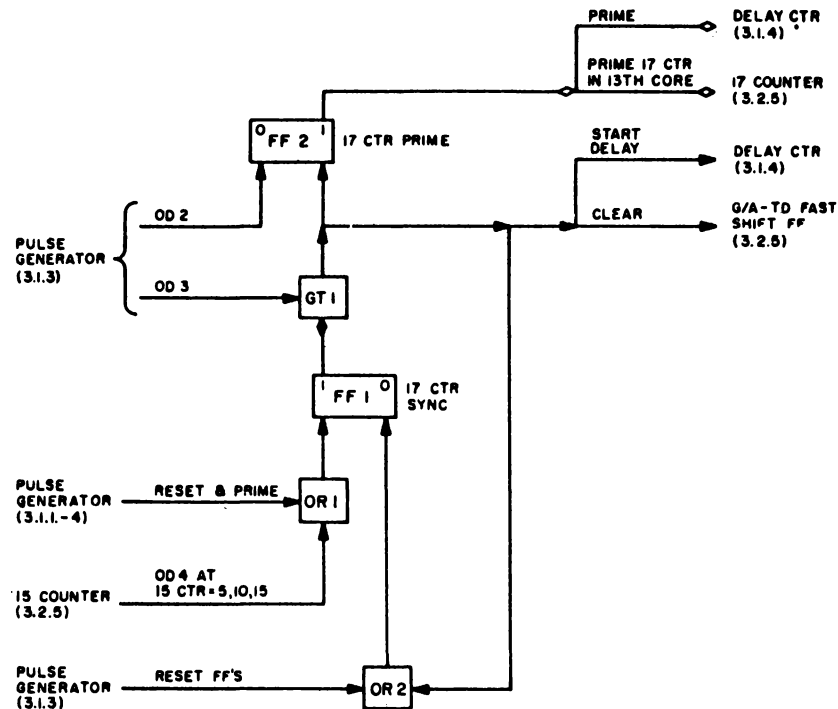 PRIME
DELAY CTR
(3.1.4)
PRIME 17 CTR
IN 13TH CORE
17 COUNTER
(3.2.5)
0 FF 2 1
17 CTR PRIME
START
DELAY
DELAY CTR
(3.1.4)
OD 2
CLEAR
G/A-TD FAST
SHIFT FF
(3.2.5)
PULSE
GENERATOR
(3.1.3)
OD 3
GT 1
1 FF 1 0
17 CTR
SYNC
PULSE
GENERATOR
(3.1.1.-4)
RESET & PRIME
OR 1
OD 4 AT
15 CTR=5,10,15
15 COUNTER
(3.2.5)
PULSE
GENERATOR
(3.1.3)
RESET FF'S
OR 2